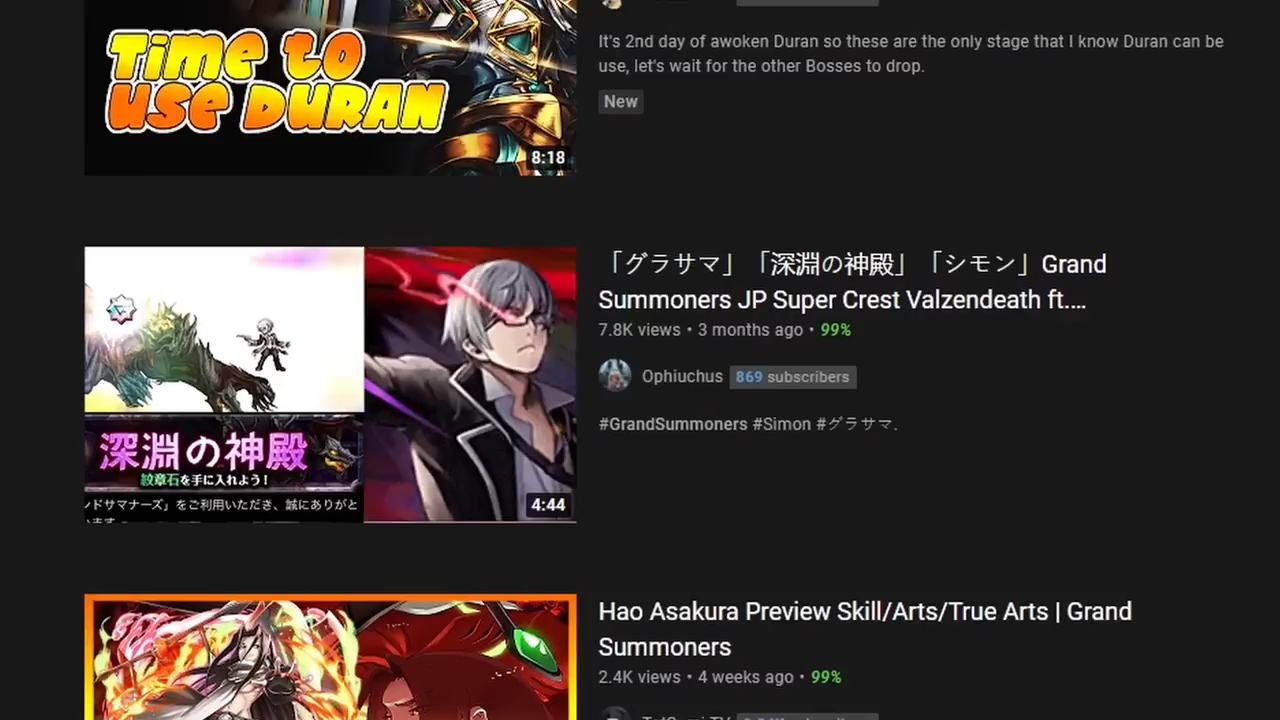 Time to
use DURAN
8:18
It's 2nd day of awoken Duran so these are the only stage that I know Duran can be
use, let's wait for the other Bosses to drop.
New
「グラサマ」「深淵の神殿」「シモン」Grand
Summoners JP Super Crest Valzendeath ft....
7.8K views • 3 months ago • 99%
Ophiuchus 869 subscribers
#GrandSummoners #Simon #グラサマ.
深淵の神殿
紋章石を手に入れよう!
ンドサマナーズ』をご利用いただき、誠にありがと
4:44
Hao Asakura Preview Skill/Arts/True Arts | Grand
Summoners
2.4K views • 4 weeks ago • 99%